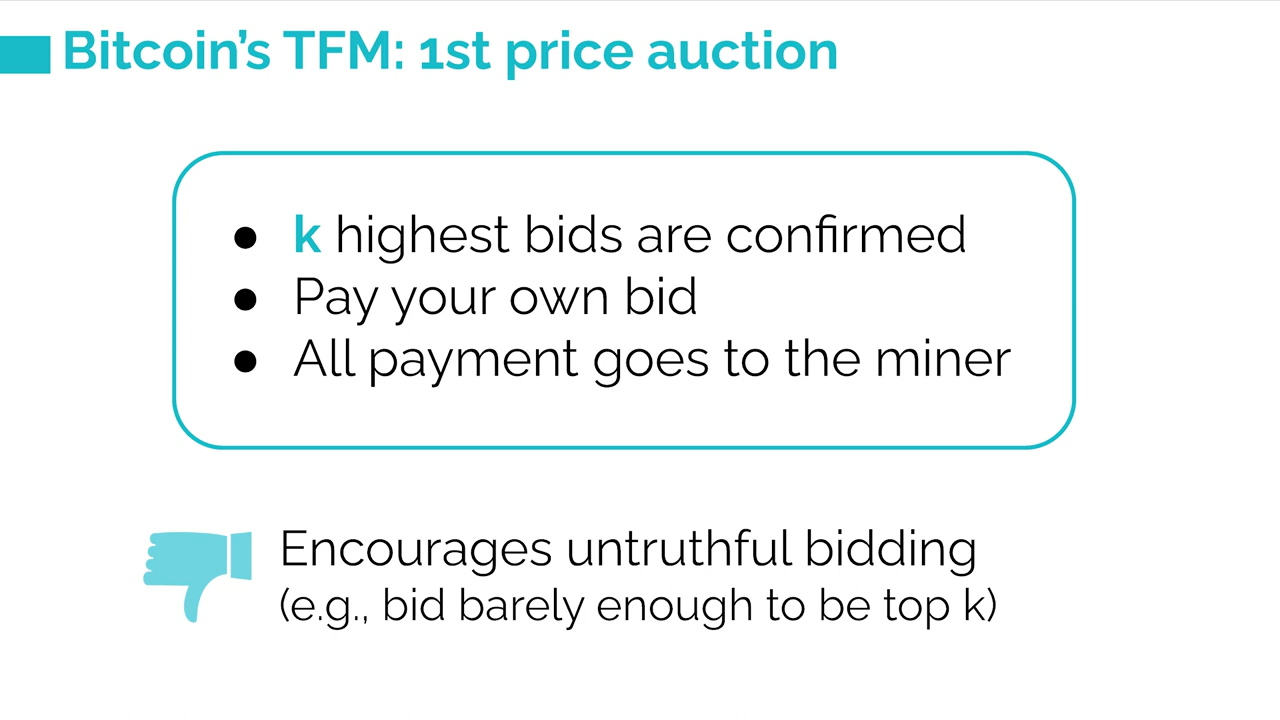 Bitcoin’s TFM: 1st price auction
● k highest bids are confirmed
● Pay your own bid
● All payment goes to the miner
Encourages untruthful bidding
(e.g., bid barely enough to be top k)